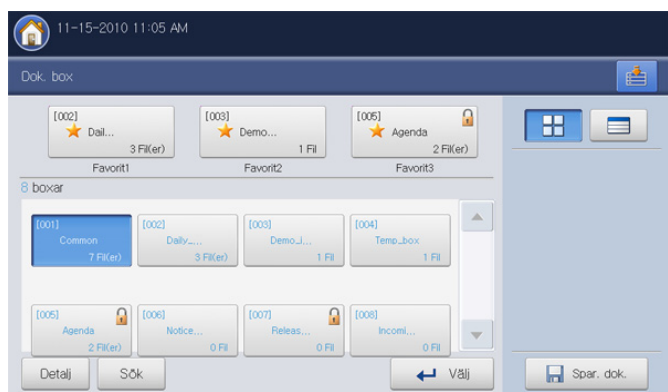 11-15-2010 11:05 AM
Dok. box
[002]
Dail...
3 Fil(er)
Favorit1
[003]
Demo...
1 Fil
Favorit2
[005]
Agenda
2 Fil(er)
Favorit3
8 boxar
[001]
Common
7 Fil(er)
[002]
Daily_...
3 Fil(er)
[003]
Demo_i...
1 Fil
[004]
Temp_box
1 Fil
[005]
Agenda
2 Fil(er)
[006]
Notice...
0 Fil
[007]
Releas...
0 Fil
[008]
Incomi...
0 Fil
Detalj
Sök
Välj
Spar. dok.